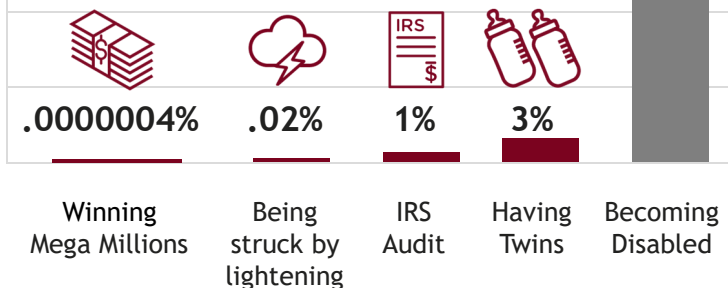 $
IRS
$
.0000004% .02% 1% 3%
Winning Being IRS Having Becoming
Mega Millions struck by Audit Twins Disabled
lightening